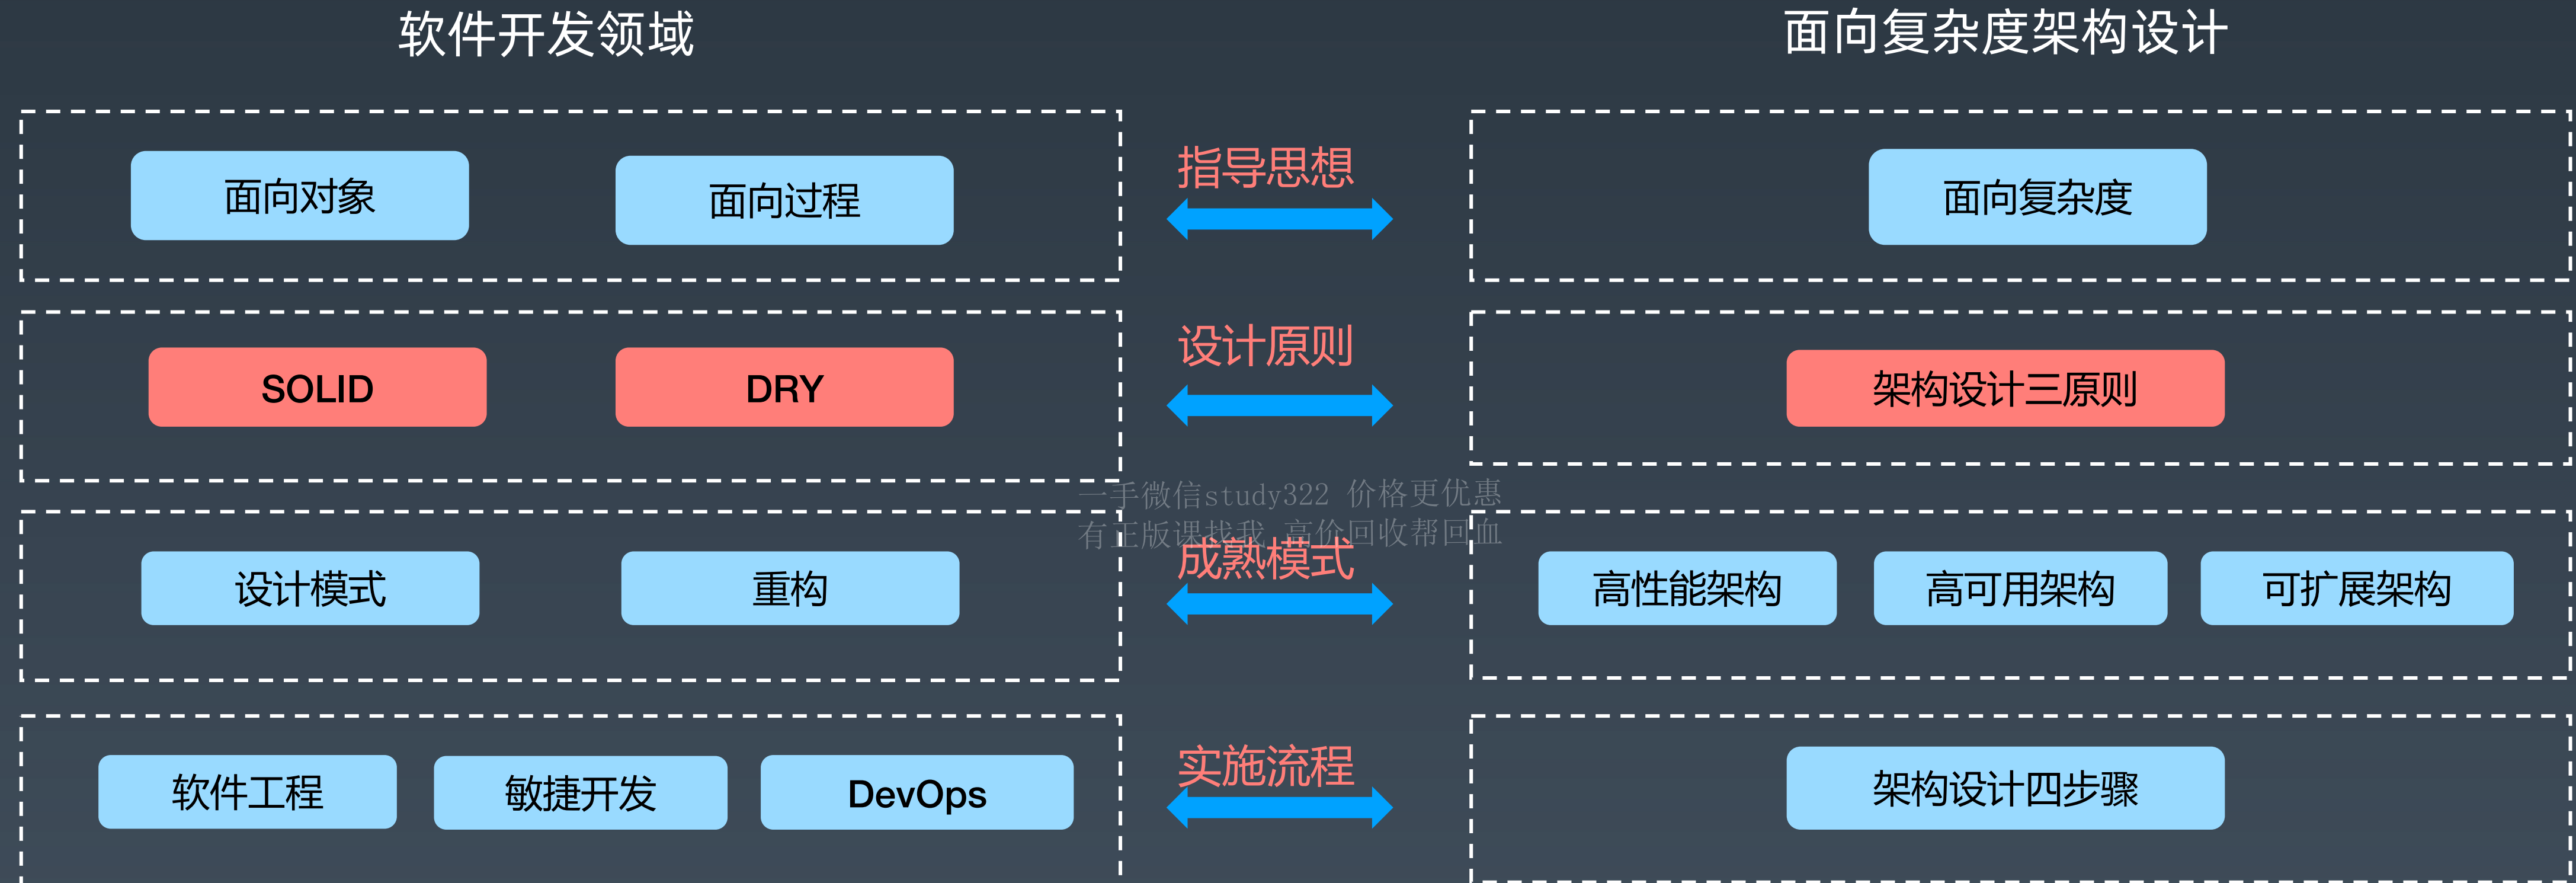 软件开发领域
面向复杂度架构设计
面向对象
面向过程
指导思想
面向复杂度
SOLID
DRY
设计原则
架构设计三原则
一手微信study322 价格更优惠
有正版课找我 高价回收帮回血
设计模式
重构
成熟模式
高性能架构
高可用架构
可扩展架构
软件工程
敏捷开发
DevOps
实施流程
架构设计四步骤